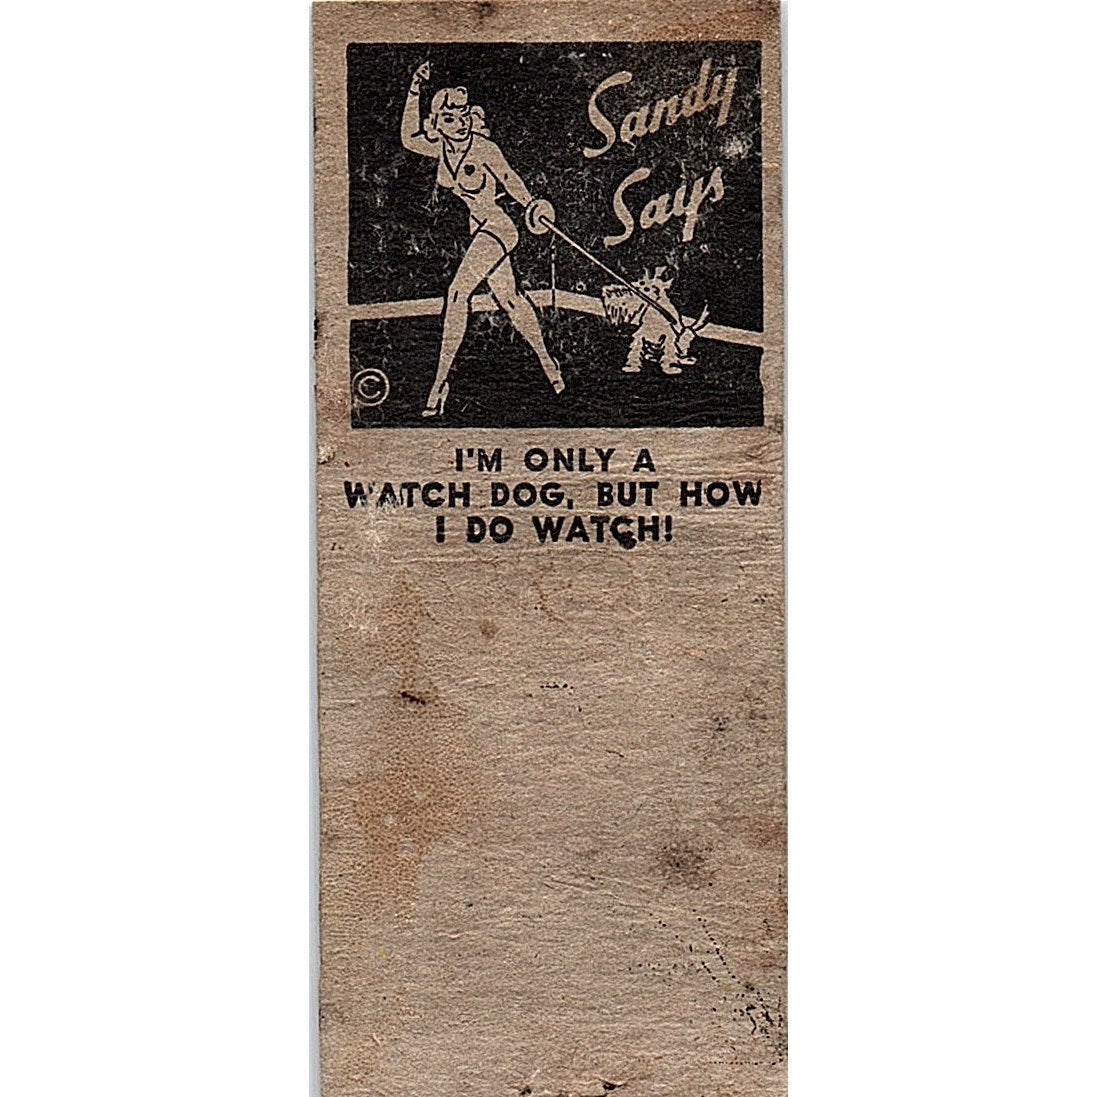 Sandy
Says
©
I'M ONLY A
WATCH DOG, BUT HOW
I DO WATCH!